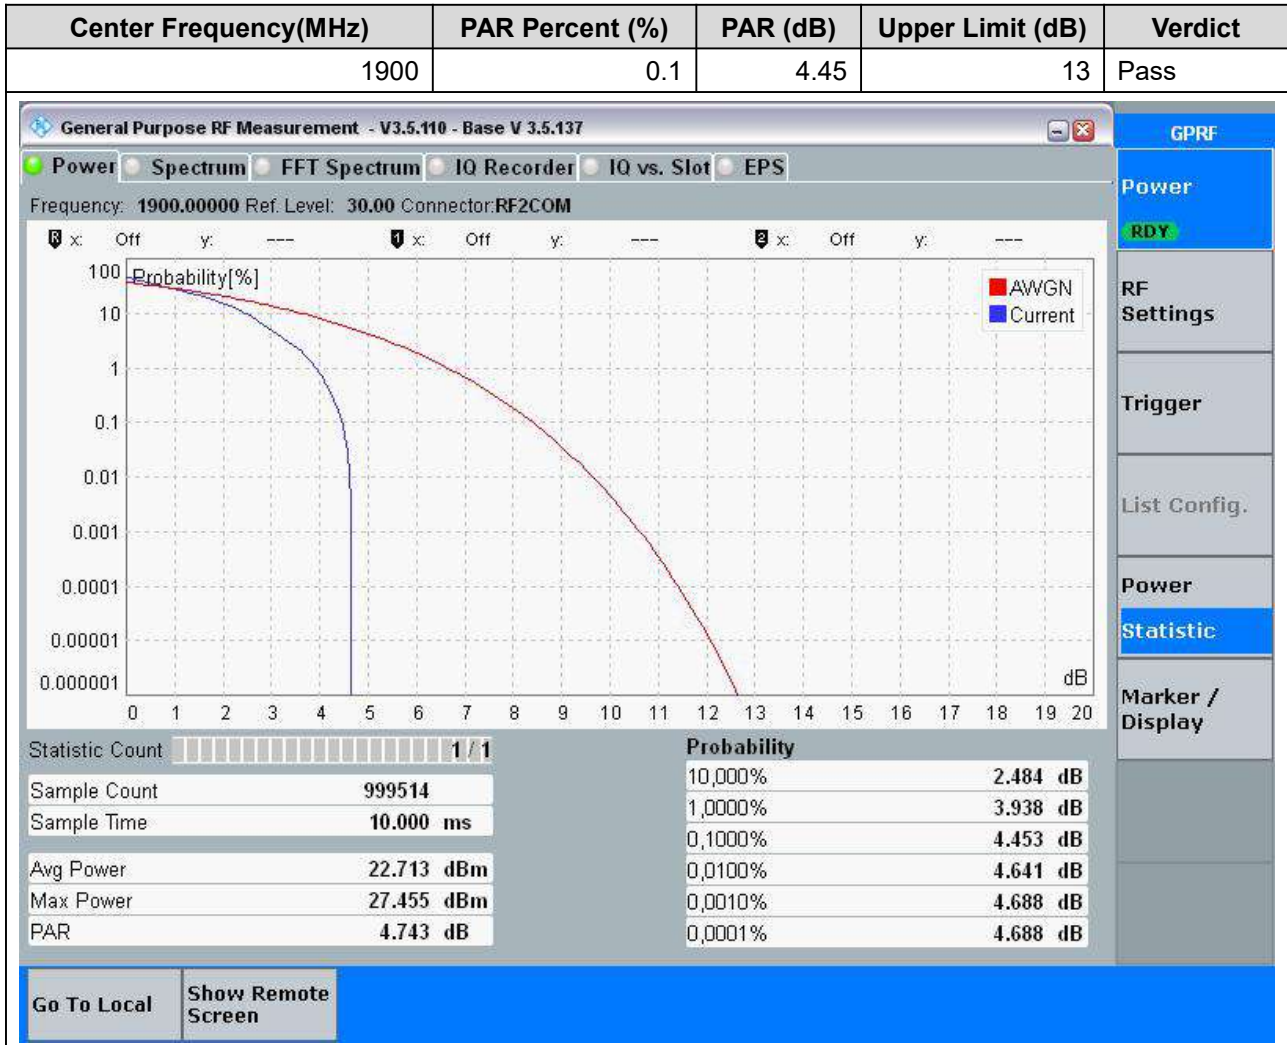 Center Frequency(MHz) PAR Percent (%) PAR (dB) Upper Limit (dB) Verdict
1900 0.1 4.45 13 Pass
General Purpose RF Measurement - V3.5.110 - Base V 3.5.137
GPRF
Power Spectrum FFT Spectrum IQ Recorder IQ vs. Slot EPS
Power
RDY
Frequency: 1900.00000 Ref. Level: 30.00 Connector:RF2COM
R x: Off y: --- 1 x: Off y: --- 2 x: Off y: ---
Probability[%]
AWGN
Current
100
10
1
0.1
0.01
0.001
0.0001
0.00001
0.000001
dB
0 1 2 3 4 5 6 7 8 9 10 11 12 13 14 15 16 17 18 19 20
RF
Settings
Trigger
List Config.
Power
Statistic
Marker /
Display
Statistic Count 1 / 1
Sample Count 999514
Sample Time 10.000 ms
Avg Power 22.713 dBm
Max Power 27.455 dBm
PAR 4.743 dB
Probability
10,000% 2.484 dB
1,0000% 3.938 dB
0,1000% 4.453 dB
0,0100% 4.641 dB
0,0010% 4.688 dB
0,0001% 4.688 dB
Go To Local
Show Remote
Screen